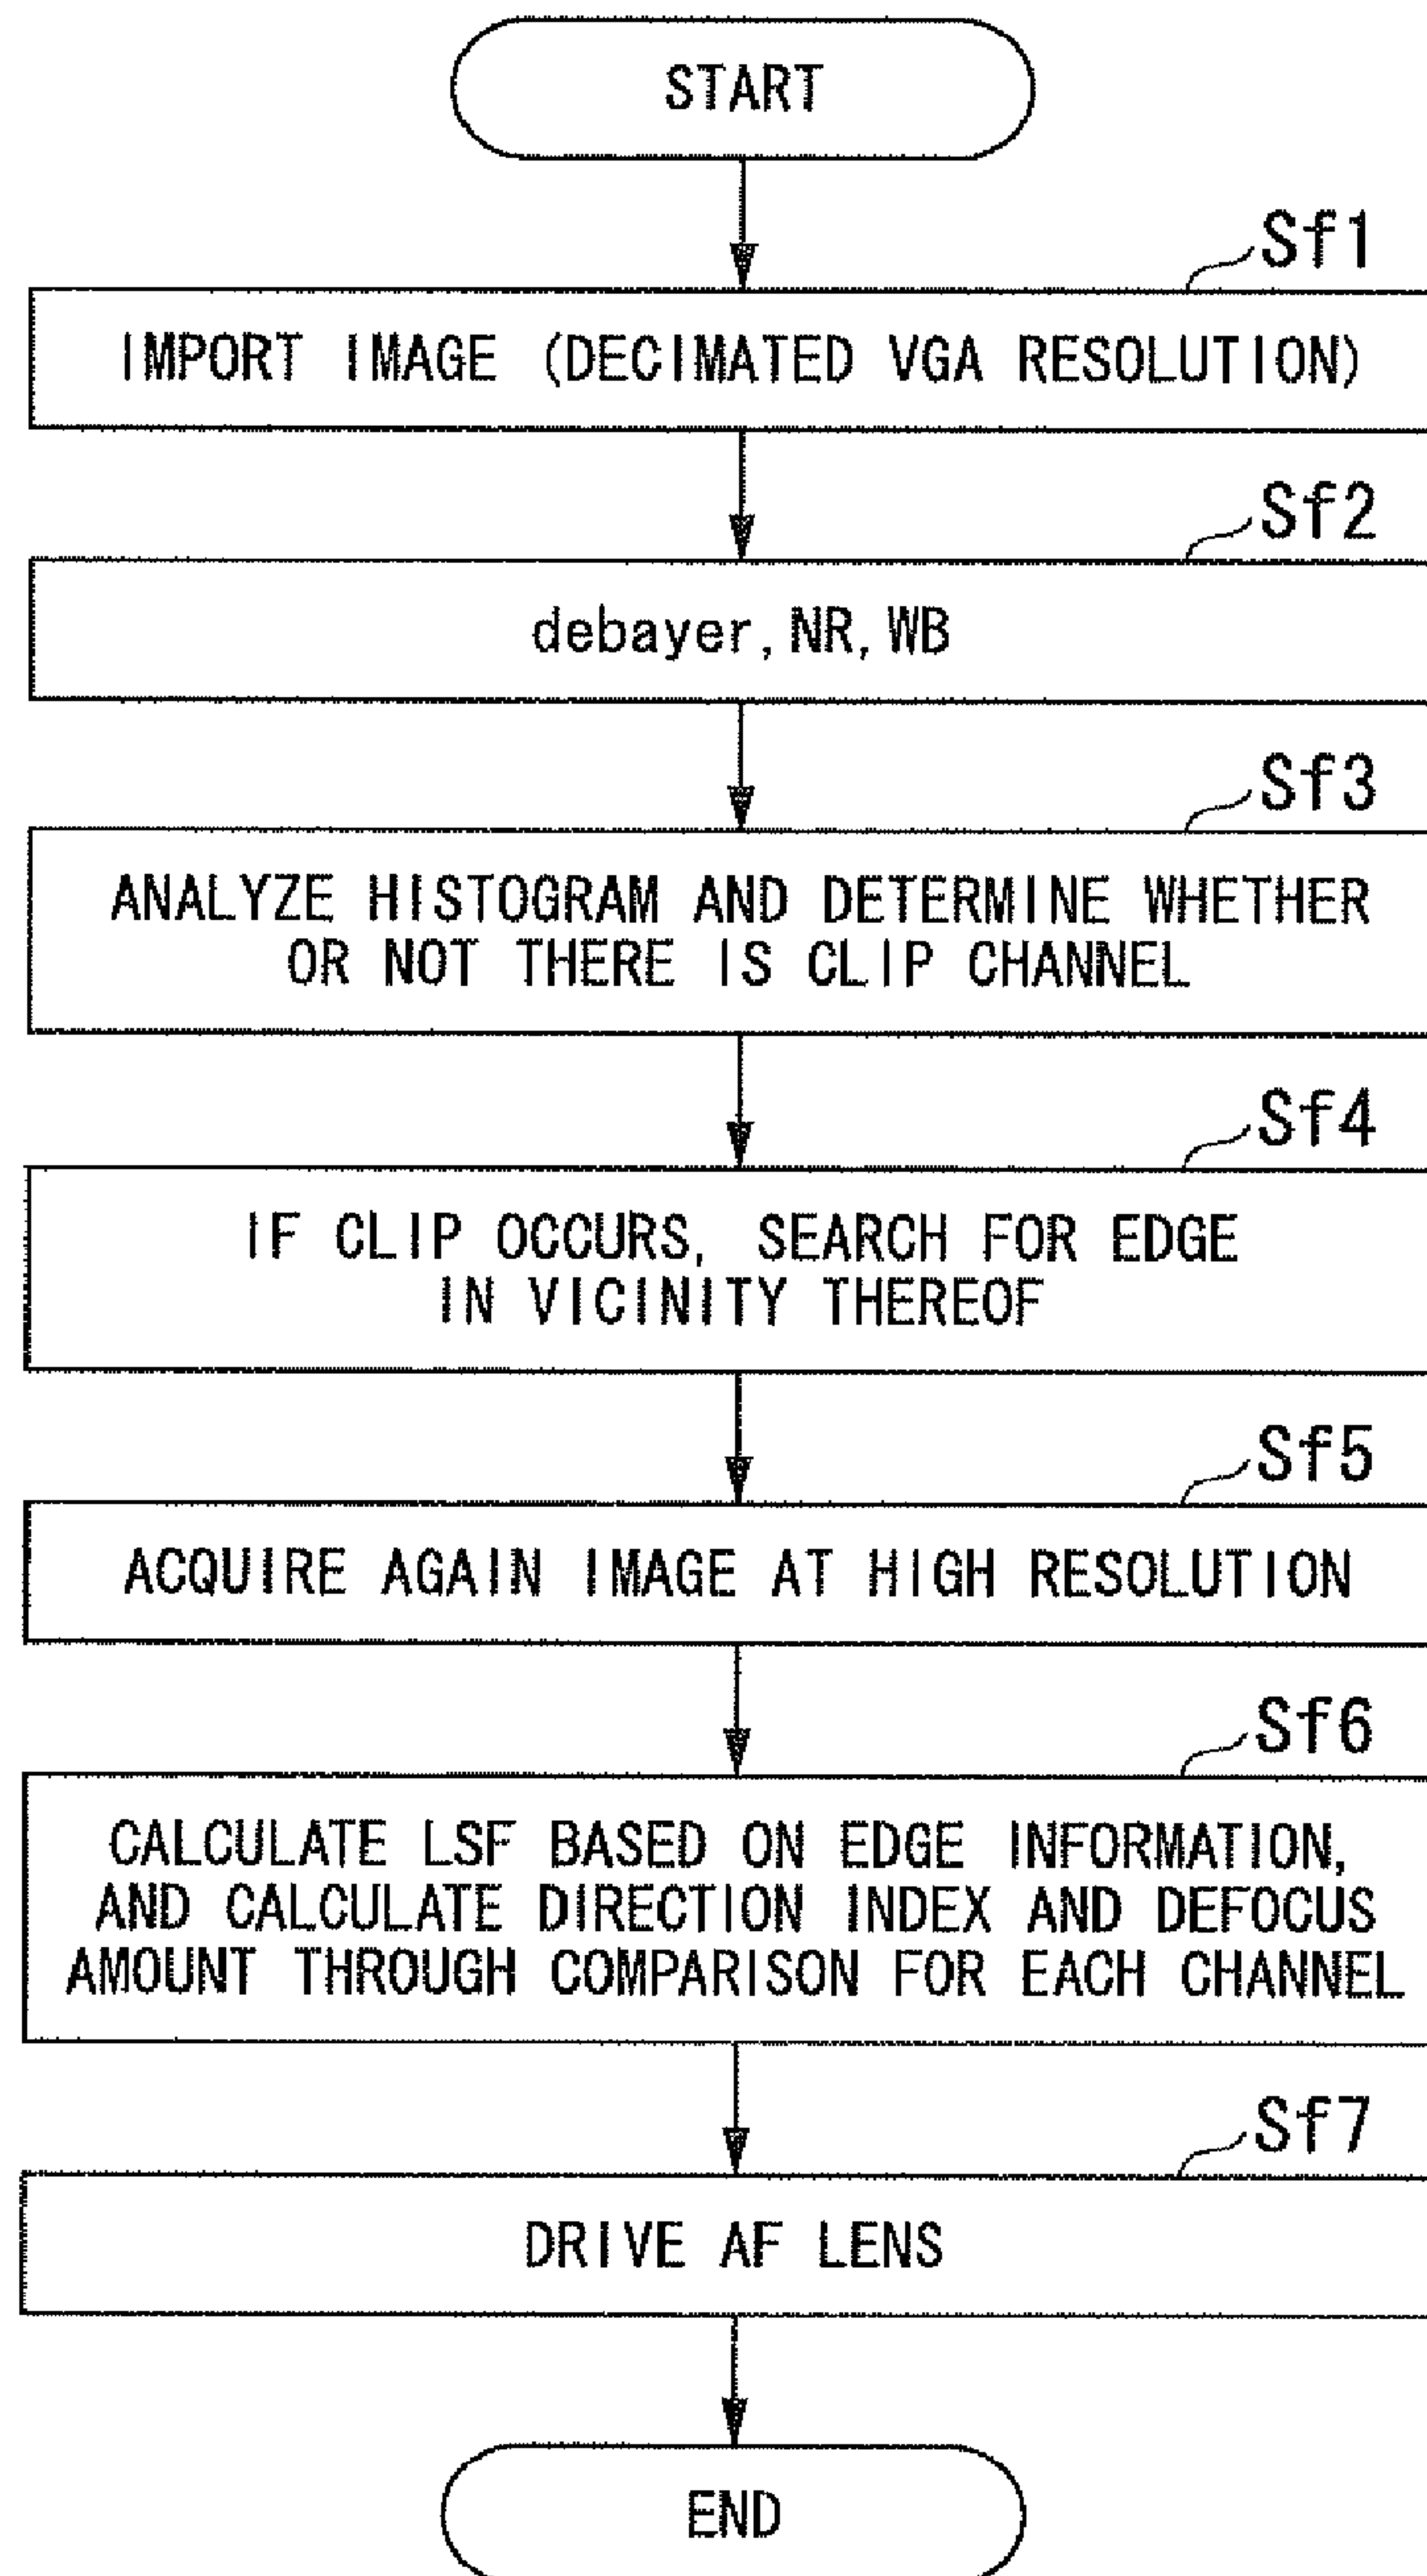 START
Sf1
IMPORT IMAGE (DECIMATED VGA RESOLUTION)
Sf2
debayer, NR, WB
Sf3
ANALYZE HISTOGRAM AND DETERMINE WHETHER
OR NOT THERE IS CLIP CHANNEL
Sf4
IF CLIP OCCURS, SEARCH FOR EDGE
IN VICINITY THEREOF
Sf5
ACQUIRE AGAIN IMAGE AT HIGH RESOLUTION
Sf6
CALCULATE LSF BASED ON EDGE INFORMATION,
AND CALCULATE DIRECTION INDEX AND DEFOCUS
AMOUNT THROUGH COMPARISON FOR EACH CHANNEL
Sf7
DRIVE AF LENS
END